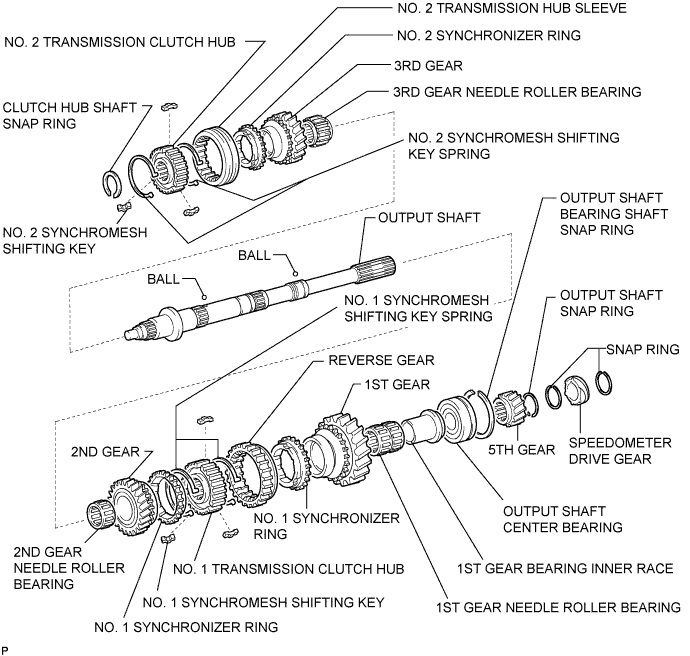 NO. 2 TRANSMISSION HUB SLEEVE
NO. 2 TRANSMISSION CLUTCH HUB
NO. 2 SYNCHRONIZER RING
3RD GEAR
3RD GEAR NEEDLE ROLLER BEARING
CLUTCH HUB SHAFT
SNAP RING
NO. 2 SYNCHROMESH SHIFTING
KEY SPRING
NO. 2 SYNCHROMESH
SHIFTING KEY
OUTPUT SHAFT
OUTPUT SHAFT
BEARING SHAFT
SNAP RING
BALL
BALL
NO. 1 SYNCHROMESH
SHIFTING KEY SPRING
OUTPUT SHAFT
SNAP RING
SNAP RING
REVERSE GEAR
1ST GEAR
2ND GEAR
5TH GEAR
SPEEDOMETER
DRIVE GEAR
NO. 1 SYNCHRONIZER
RING
OUTPUT SHAFT
CENTER BEARING
2ND GEAR
NEEDLE ROLLER
BEARING
NO. 1 TRANSMISSION CLUTCH HUB
1ST GEAR BEARING INNER RACE
NO. 1 SYNCHROMESH SHIFTING KEY
1ST GEAR NEEDLE ROLLER BEARING
NO. 1 SYNCHRONIZER RING
P